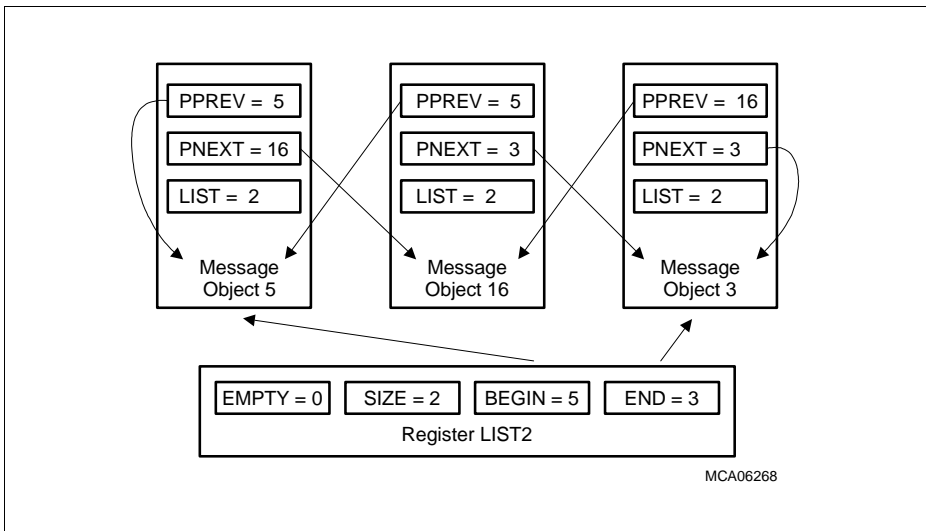 PPREV = 5
PNEXT = 16
LIST = 2
Message
Object 5
PPREV = 5
PNEXT = 3
LIST = 2
Message
Object 16
PPREV = 16
PNEXT = 3
LIST = 2
Message
Object 3
EMPTY = 0 SIZE = 2 BEGIN = 5 END = 3
Register LIST2
MCA06268